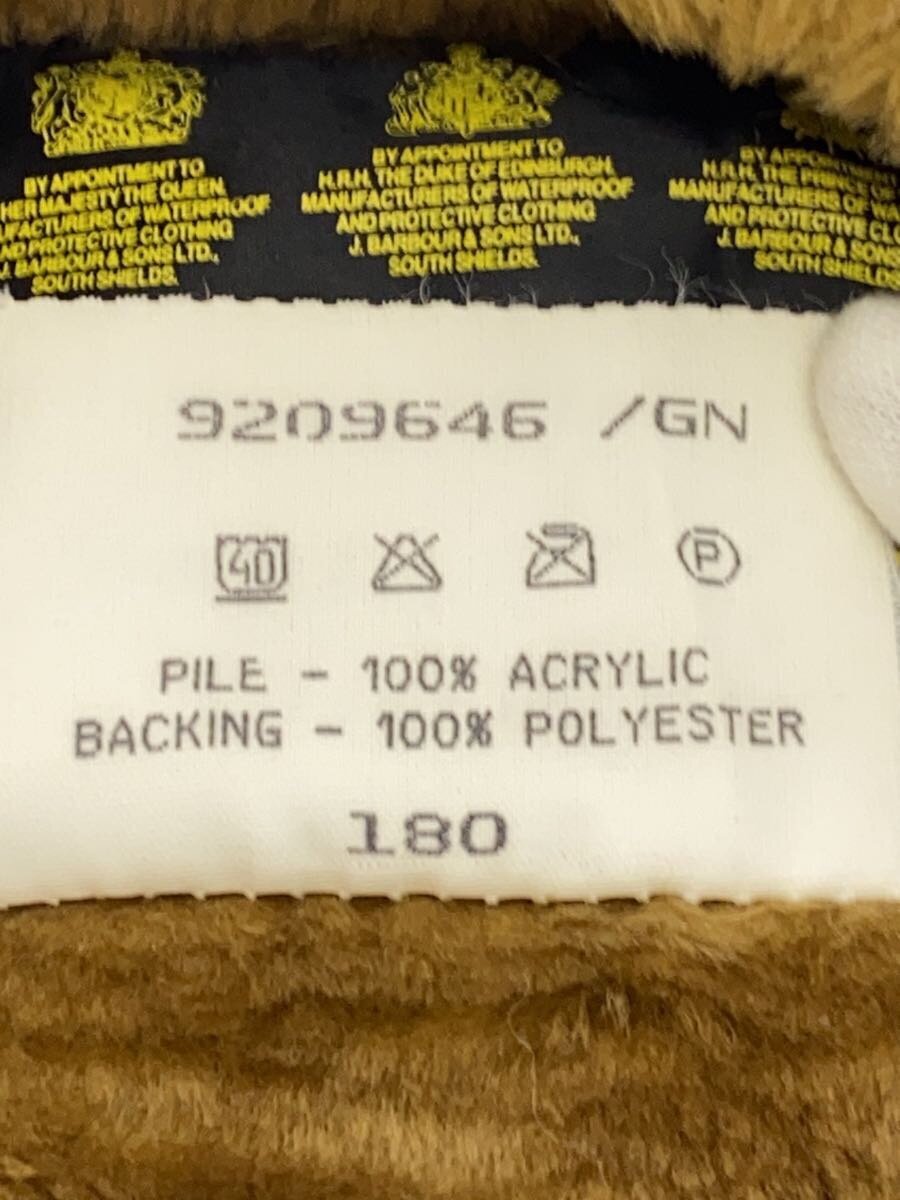 BY APPOINTMENT TO
HER MAJESTY THE QUEEN
MANUFACTURERS OF WATERPROOF
AND PROTECTIVE CLOTHING
J. BARBOUR & SONS LTD.,
SOUTH SHIELDS.
BY APPOINTMENT TO
H.R.H. THE DUKE OF EDINBURGH,
MANUFACTURERS OF WATERPROOF
AND PROTECTIVE CLOTHING
J. BARBOUR & SONS LTD.,
SOUTH SHIELDS.
BY APPOINTMENT TO
H.R.H. THE PRINCE OF
MANUFACTURERS OF
AND PROTECTIVE
J. BARBOUR & SONS
SOUTH SHIELDS
9209646 /GN
40 P
PILE - 100% ACRYLIC
BACKING - 100% POLYESTER
180